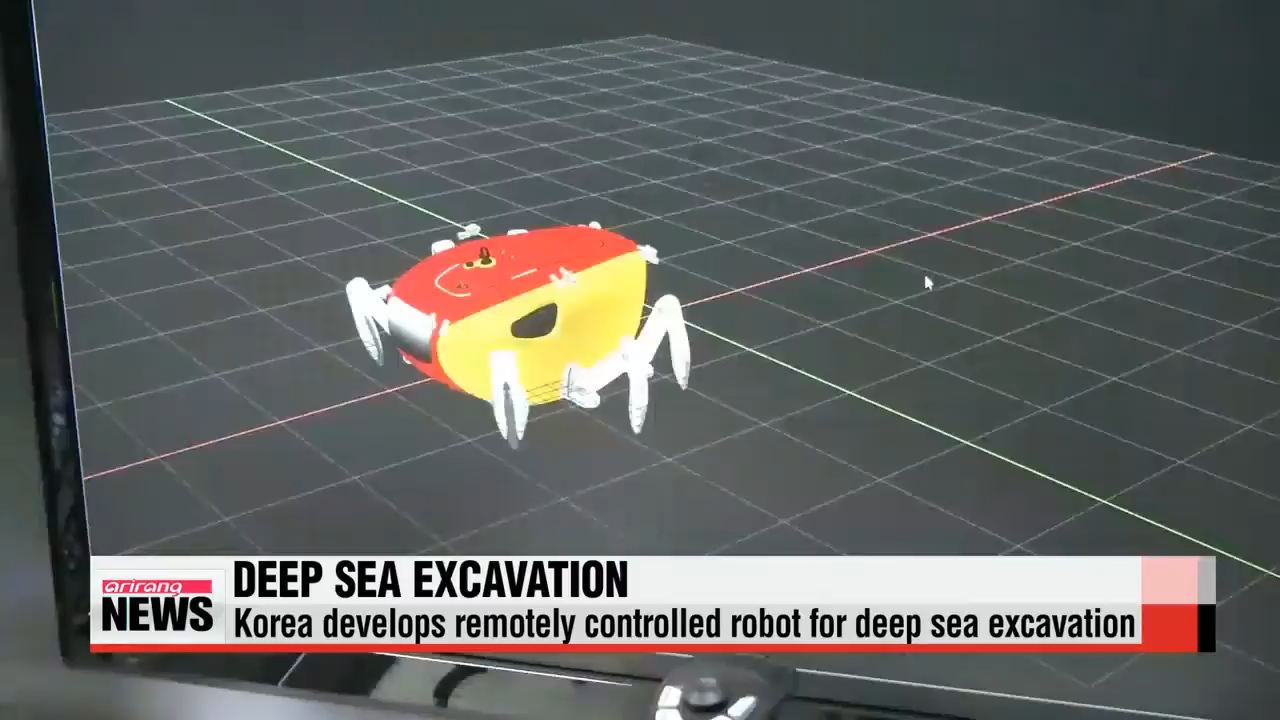 DEEP SEA EXCAVATION
arirang
NEWS
Korea develops remotely controlled robot for deep sea excavation